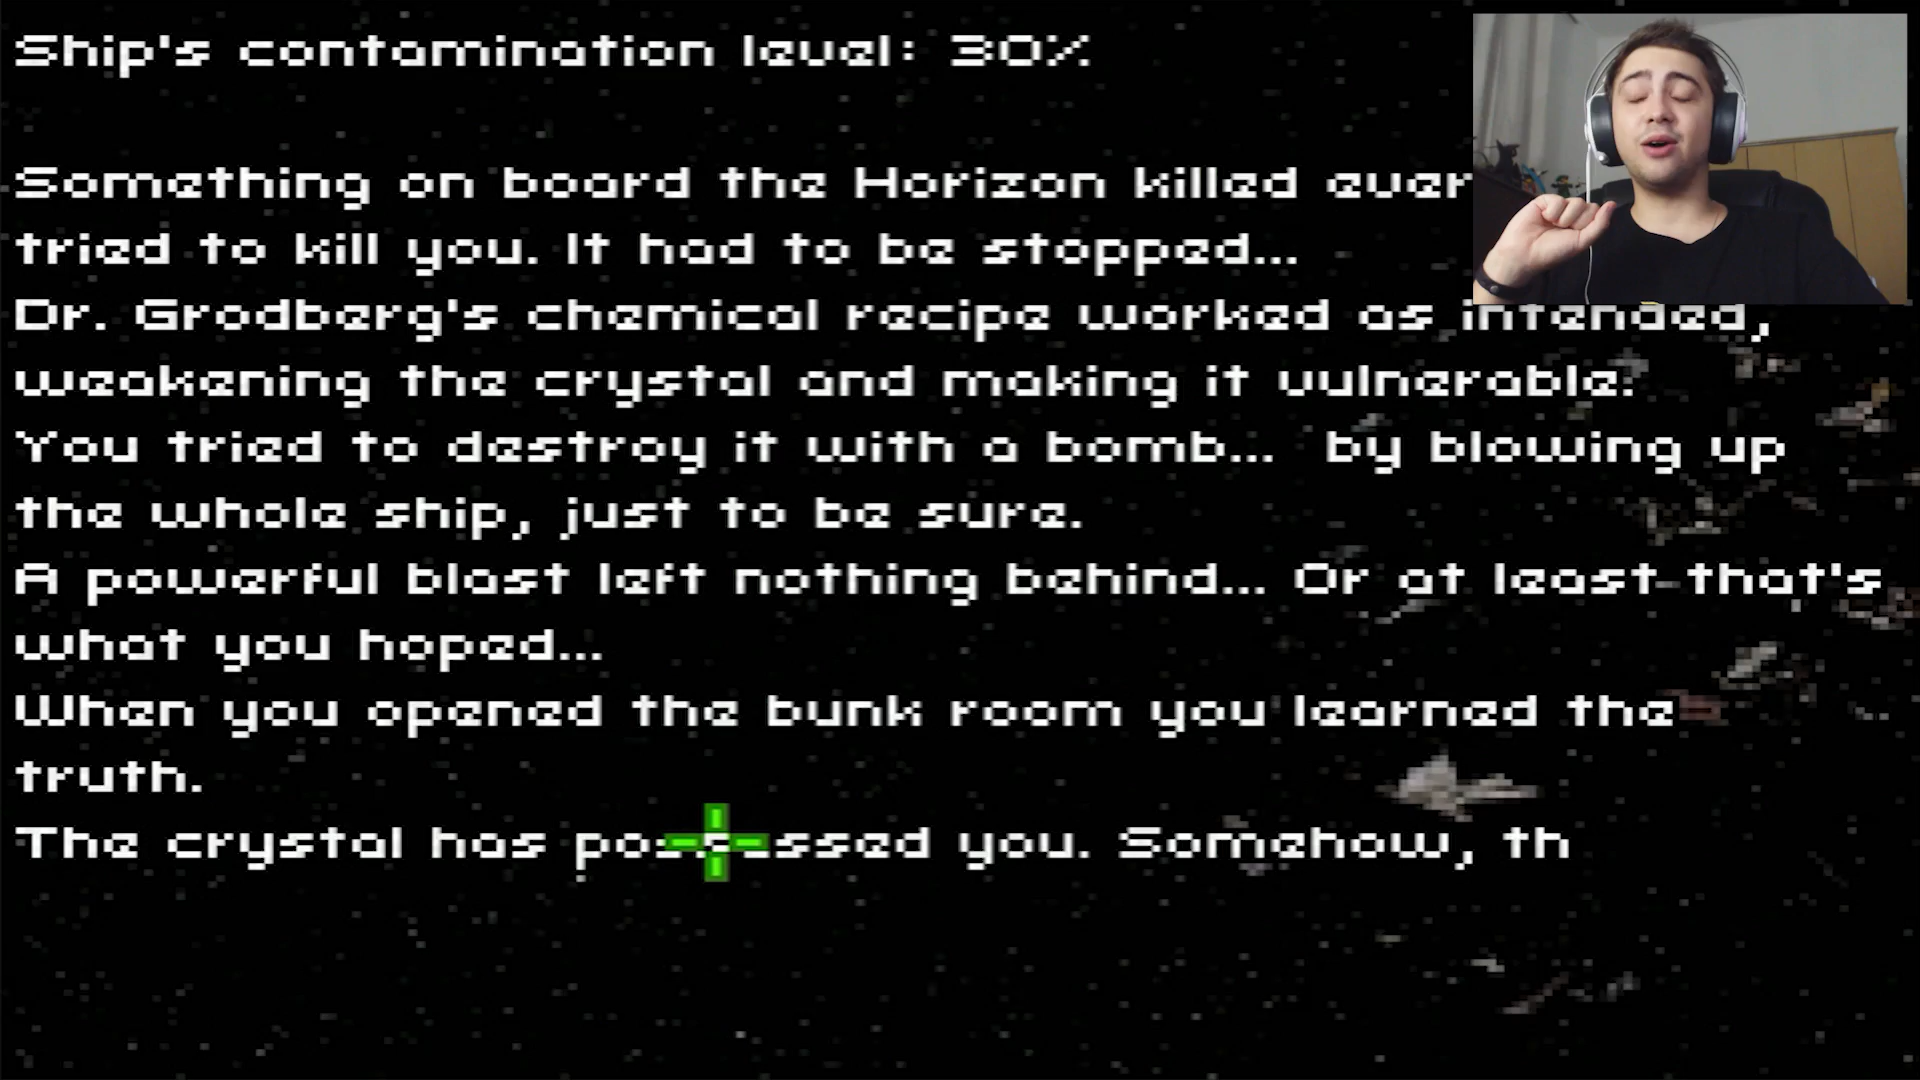 Ship's contamination level: 30%
Something on board the Horizon killed
tried to kill you. It had to be stopped...
Dr. Grodberg's chemical recipe worked as intended,
weakening the crystal and making it vulnerable.
You tried to destroy it with a bomb... by blowing up
the whole ship, just to be sure.
A powerful blast left nothing behind... Or at least that's
what you hoped...
When you opened the bunk room you learned the
truth.
The crystal has possessed you. Somehow, th